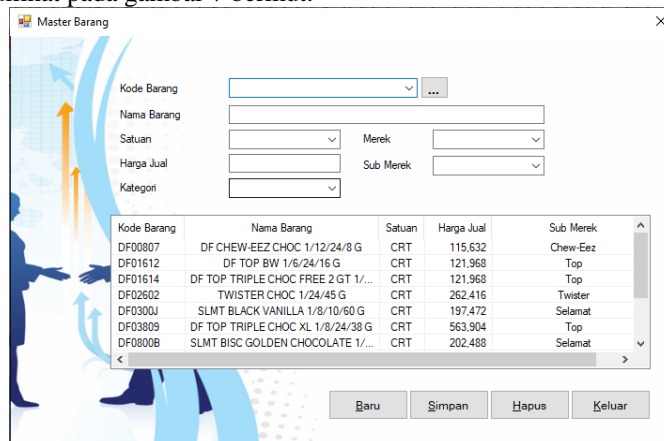 Master Barang
Kode Barang ...
Nama Barang
Satuan Merek
Harga Jual Sub Merek
Kategori
Kode Barang Nama Barang Satuan Harga Jual Sub Merek
DF00807 DF CHEW-EEZ CHOC 1/12/24/8 G CRT 115,632 Chew-Eez
DF01612 DF TOP BW 1/6/24/16 G CRT 121,968 Top
DF01614 DF TOP TRIPLE CHOC FREE 2 GT 1/... CRT 121,968 Top
DF02602 TWISTER CHOC 1/24/45 G CRT 262,416 Twister
DF0300J SLMT BLACK VANILLA 1/8/10/60 G CRT 197,472 Selamat
DF03809 DF TOP TRIPLE CHOC XL 1/8/24/38 G CRT 563,904 Top
DF0800B SLMT BISC GOLDEN CHOCOLATE 1/... CRT 202,488 Selamat
Baru Simpan Hapus Keluar